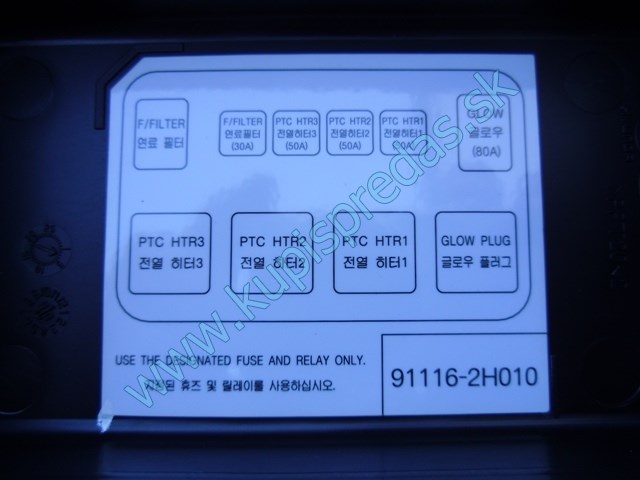 F/FILTER
연료 필터
F/FILTER
연료필터
(30A)
PTC HTR3
전열히터3
(50A)
PTC HTR2
전열히터2
(50A)
PTC HTR1
전열히터1
GLOW
글로우
(80A)
PTC HTR3
전열 히터3
PTC HTR2
전열 히터2
PTC HTR1
전열 히터1
GLOW PLUG
글로우 플러그
USE THE DESIGNATED FUSE AND RELAY ONLY.
지정된 휴즈 및 릴레이를 사용하십시오.
91116-2H010
www.kupispredas.sk